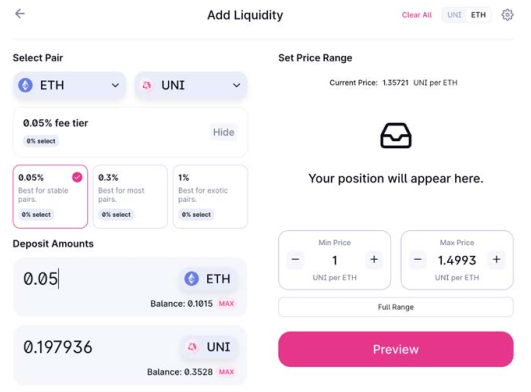 Add Liquidity
Clear All
UNI ETH
Select Pair
ETH
UNI
0.05% fee tier
0% select
Hide
0.05%
Best for stable
pairs.
0% select
0.3%
Best for most
pairs.
0% select
1%
Best for exotic
pairs.
0% select
Deposit Amounts
0.05
ETH
Balance: 0.1015 MAX
0.197936
UNI
Balance: 0.3528 MAX
Set Price Range
Current Price: 1.35721 UNI per ETH
Your position will appear here.
Min Price
− 1 +
UNI per ETH
Max Price
− 1.4993 +
UNI per ETH
Full Range
Preview